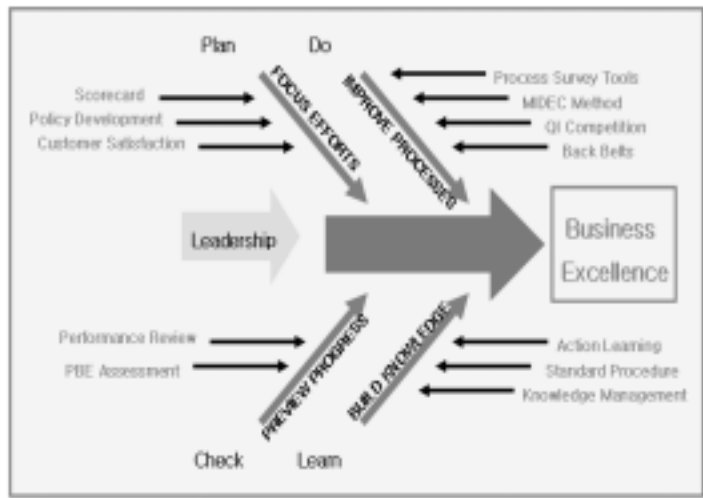 Plan
Do
FOCUS EFFORTS
IMPROVE PROCESSES
Scorecard
Policy Development
Customer Satisfaction
Process Survey Tools
MIDEC Method
QI Competition
Back Belts
Leadership
Business
Excellence
Performance Review
PBE Assessment
PREVIEW PROGRESS
BUILD KNOWLEDGE
Action Learning
Standard Procedure
Knowledge Management
Check
Learn